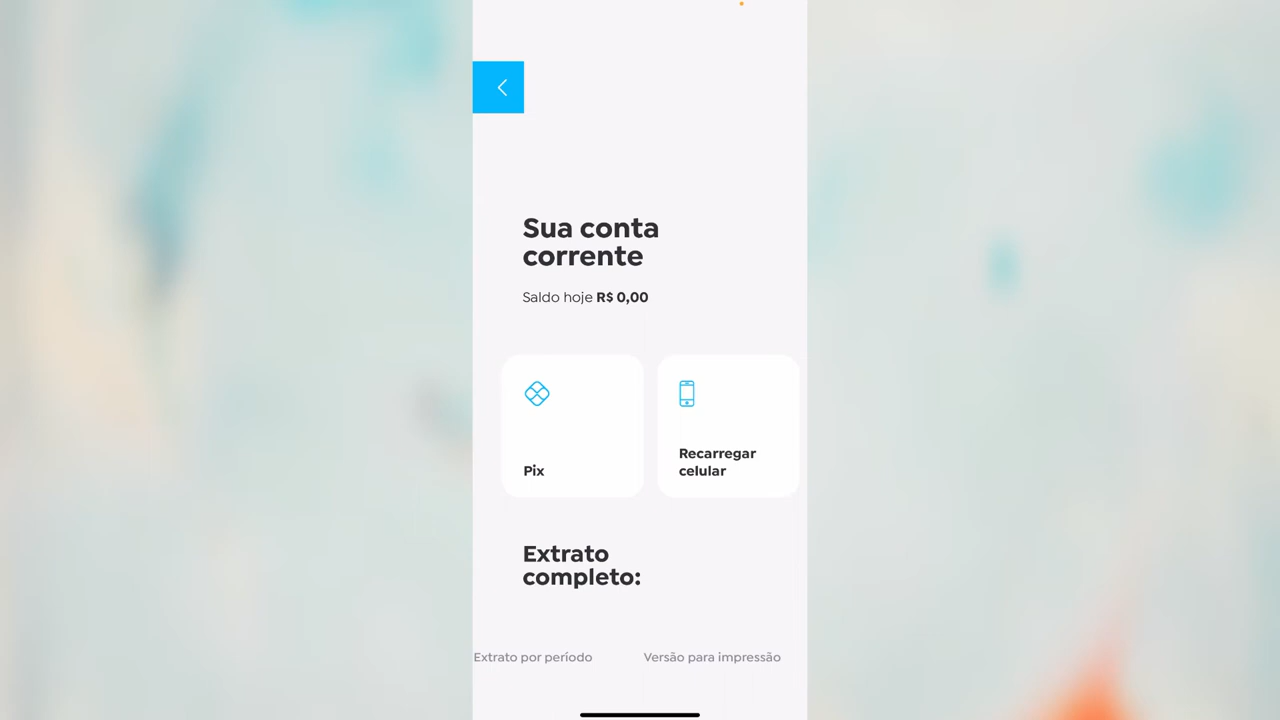 Sua conta
corrente
Saldo hoje R$ 0,00
Pix
Recarregar
celular
Extrato
completo:
Extrato por período
Versão para impressão